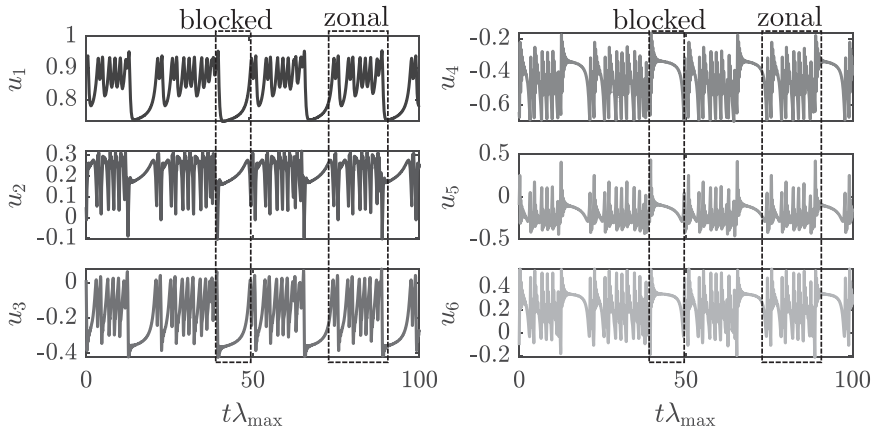 blocked zonal
1
0.9
0.8
u₁
0.3
0.2
0.1
0
-0.1
u₂
0
-0.2
-0.4
u₃
0 50 100
tλmax
blocked zonal
-0.2
-0.4
-0.6
u₄
0.5
0
-0.5
u₅
0.4
0.2
0
-0.2
u₆
0 50 100
tλmax